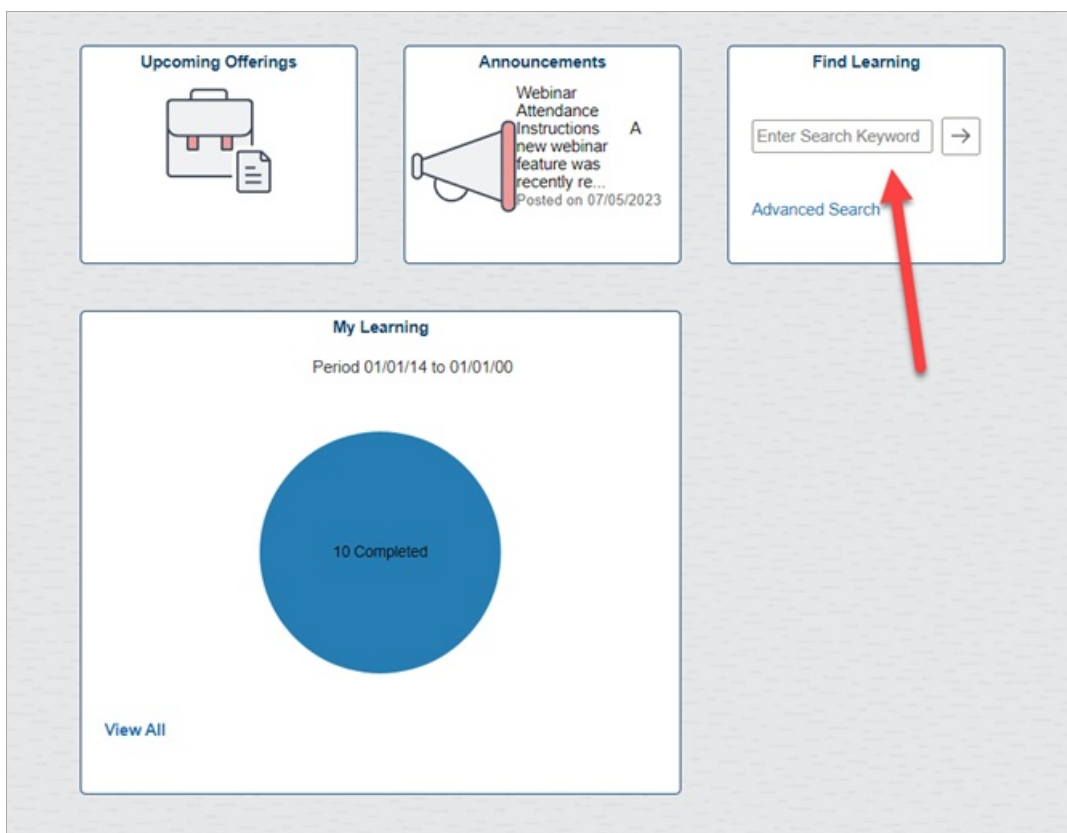 Upcoming Offerings
Announcements
Webinar
Attendance
Instructions A
new webinar
feature was
recently re...
Posted on 07/05/2023
Find Learning
Enter Search Keyword
Advanced Search
My Learning
Period 01/01/14 to 01/01/00
10 Completed
View All